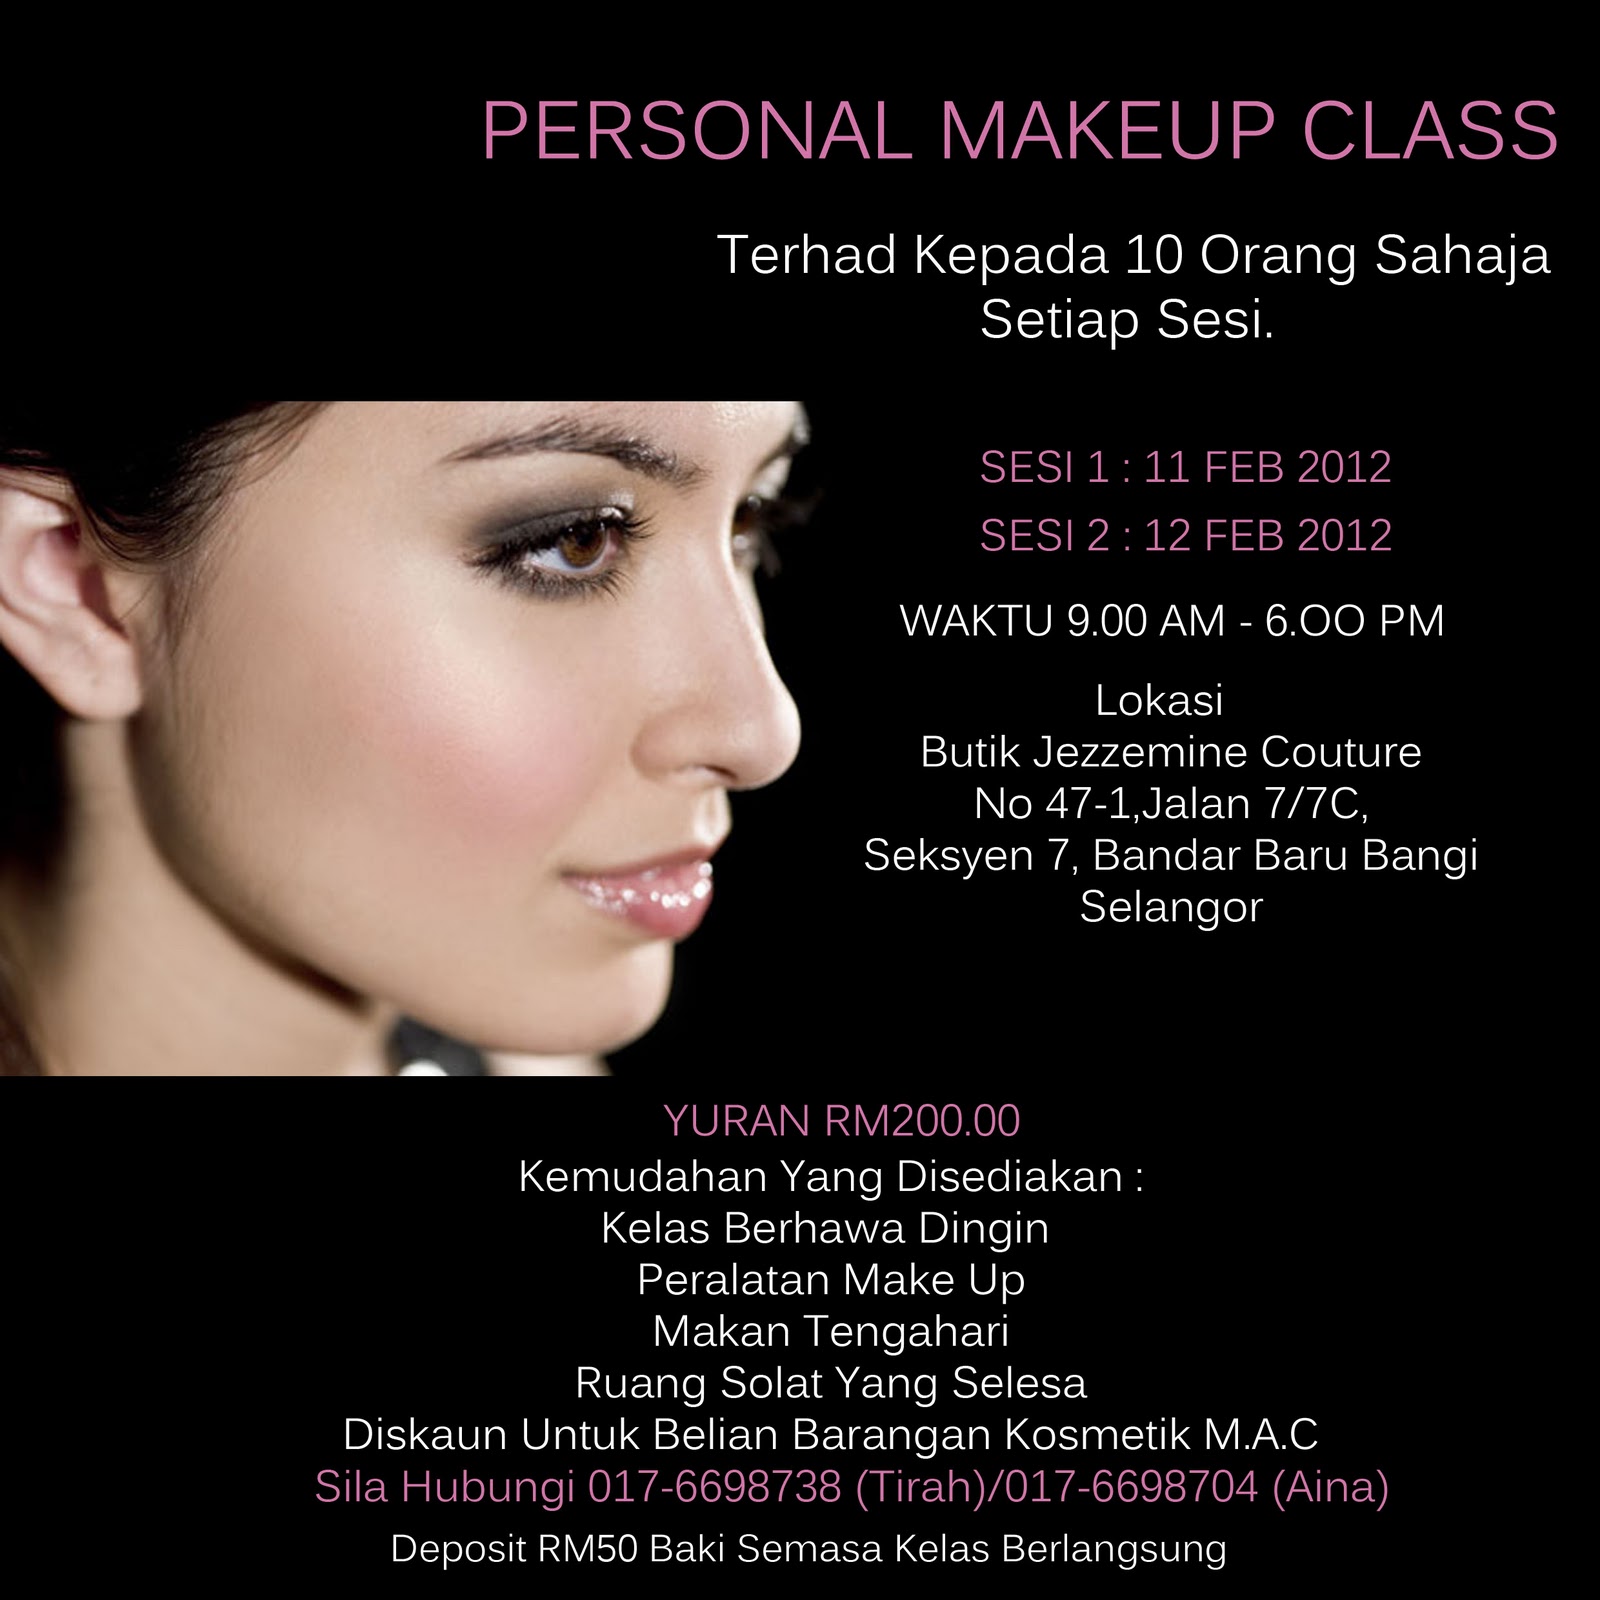 PERSONAL MAKEUP CLASS
Terhad Kepada 10 Orang Sahaja
Setiap Sesi.
SESI 1 : 11 FEB 2012
SESI 2 : 12 FEB 2012
WAKTU 9.00 AM - 6.OO PM
Lokasi
Butik Jezzemine Couture
No 47-1,Jalan 7/7C,
Seksyen 7, Bandar Baru Bangi
Selangor
YURAN RM200.00
Kemudahan Yang Disediakan :
Kelas Berhawa Dingin
Peralatan Make Up
Makan Tengahari
Ruang Solat Yang Selesa
Diskaun Untuk Belian Barangan Kosmetik M.A.C
Sila Hubungi 017-6698738 (Tirah)/017-6698704 (Aina)
Deposit RM50 Baki Semasa Kelas Berlangsung